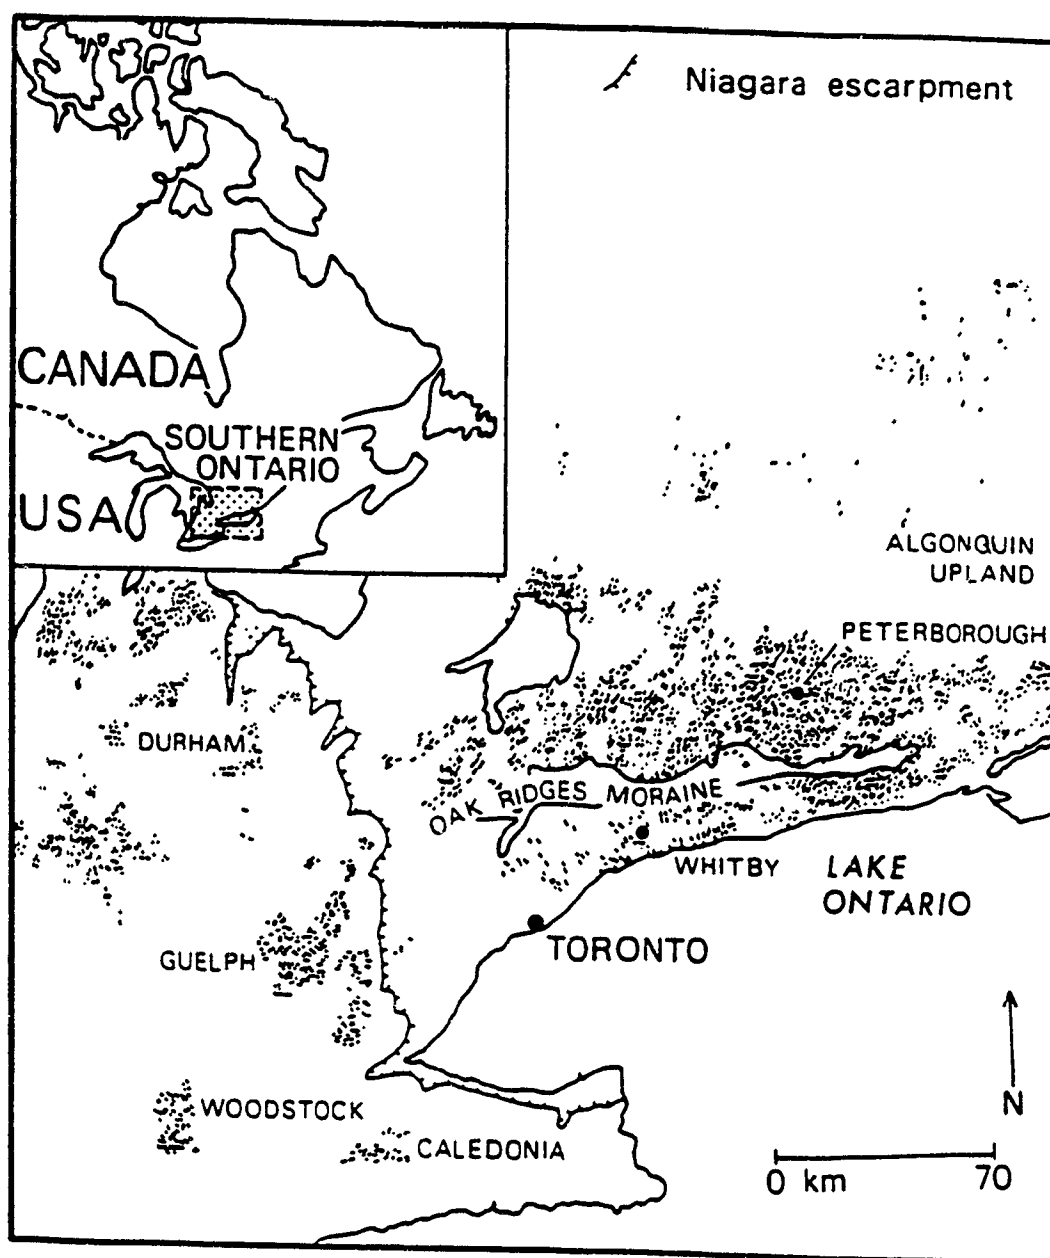 Niagara escarpment
CANADA
SOUTHERN
ONTARIO
USA
ALGONQUIN
UPLAND
PETERBOROUGH
DURHAM
OAK RIDGES MORAINE
WHITBY
LAKE
ONTARIO
TORONTO
GUELPH
N
WOODSTOCK
CALEDONIA
0 km 70